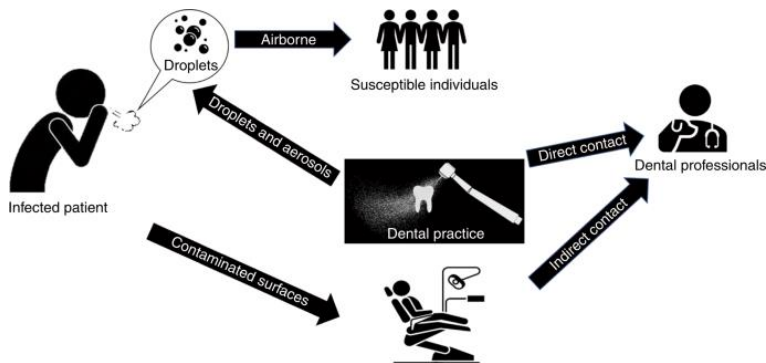 Droplets
Airborne
Susceptible individuals
Infected patient
Droplets and aerosols
Dental practice
Direct contact
Dental professionals
Contaminated surfaces
Indirect contact